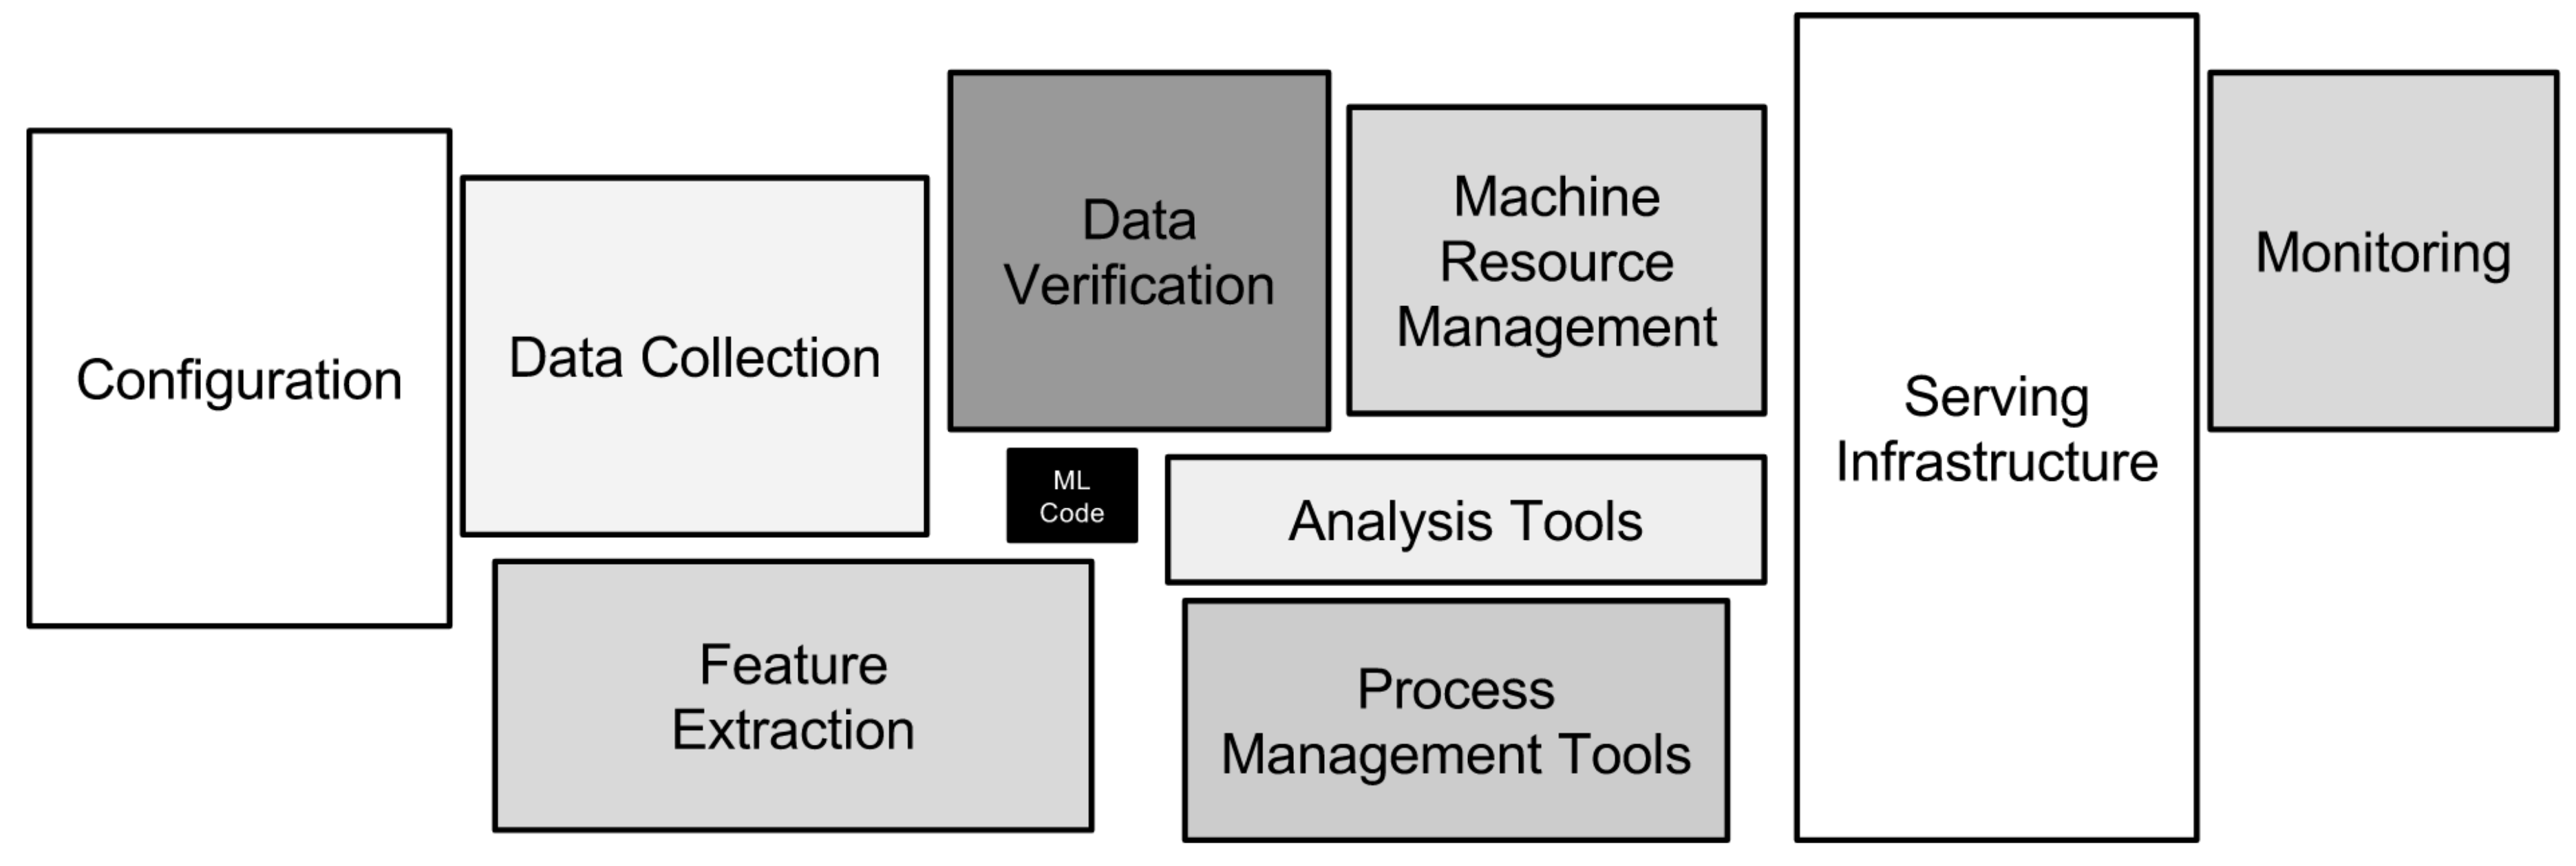 Configuration
Data Collection
Feature
Extraction
Data
Verification
ML
Code
Machine
Resource
Management
Analysis Tools
Process
Management Tools
Serving
Infrastructure
Monitoring